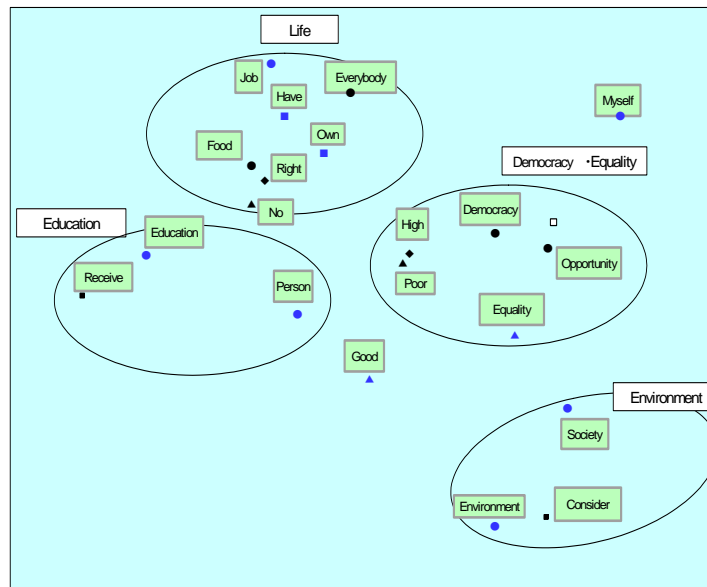 Life
Job
Everybody
Have
Myself
Own
Food
Right
Democracy ・Equality
No
Education
Education
High
Democracy
Receive
Person
Poor
Opportunity
Equality
Good
Environment
Society
Environment
Consider